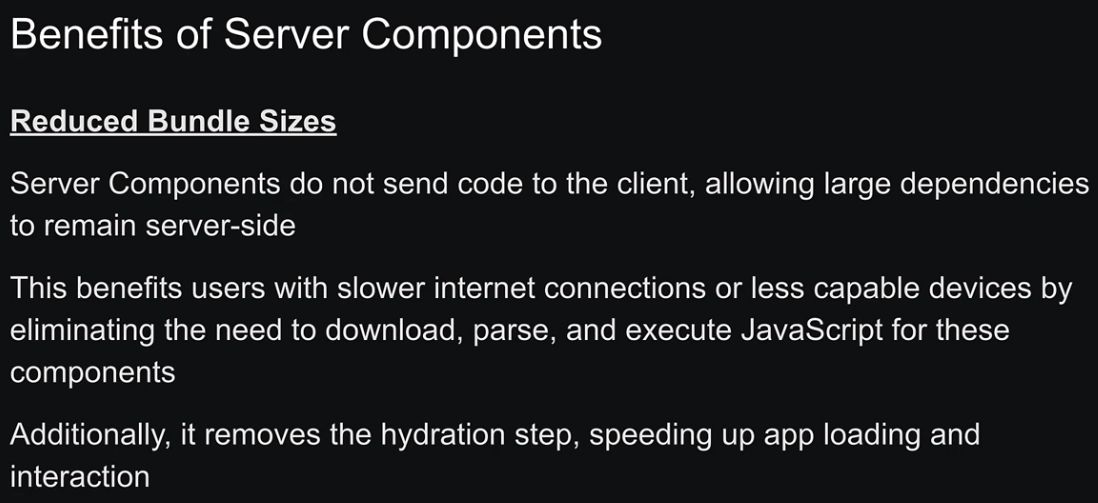 Benefits of Server Components
Reduced Bundle Sizes
Server Components do not send code to the client, allowing large dependencies
to remain server-side
This benefits users with slower internet connections or less capable devices by
eliminating the need to download, parse, and execute JavaScript for these
components
Additionally, it removes the hydration step, speeding up app loading and
interaction